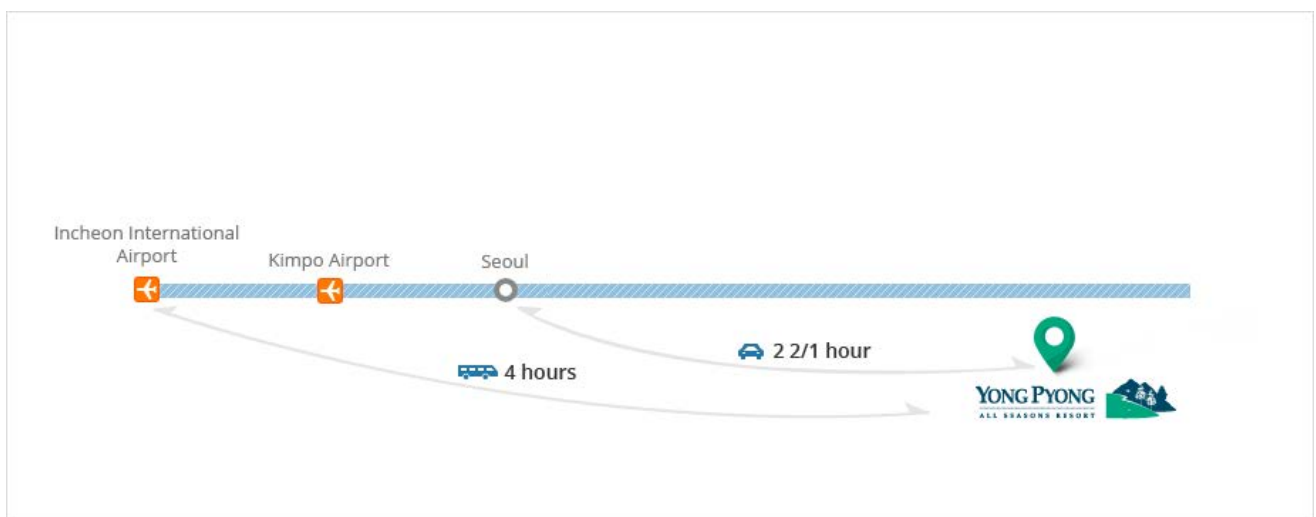 Incheon International
Airport
Kimpo Airport
Seoul
2 2/1 hour
4 hours
YONG PYONG
ALL SEASONS RESORT